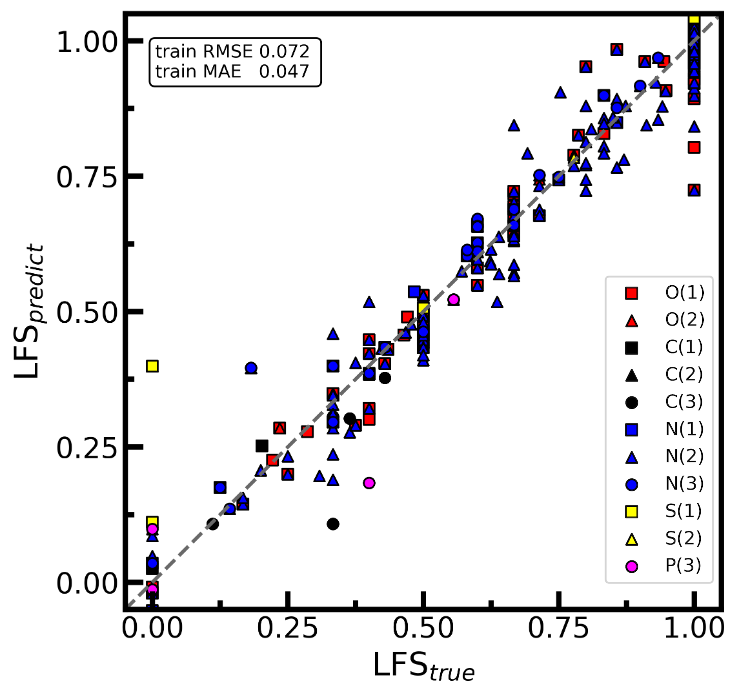 train RMSE 0.072
train MAE 0.047
1.00
0.75
0.50
0.25
0.00
LFSpredict
O(1)
O(2)
C(1)
C(2)
C(3)
N(1)
N(2)
N(3)
S(1)
S(2)
P(3)
0.00 0.25 0.50 0.75 1.00
LFStrue